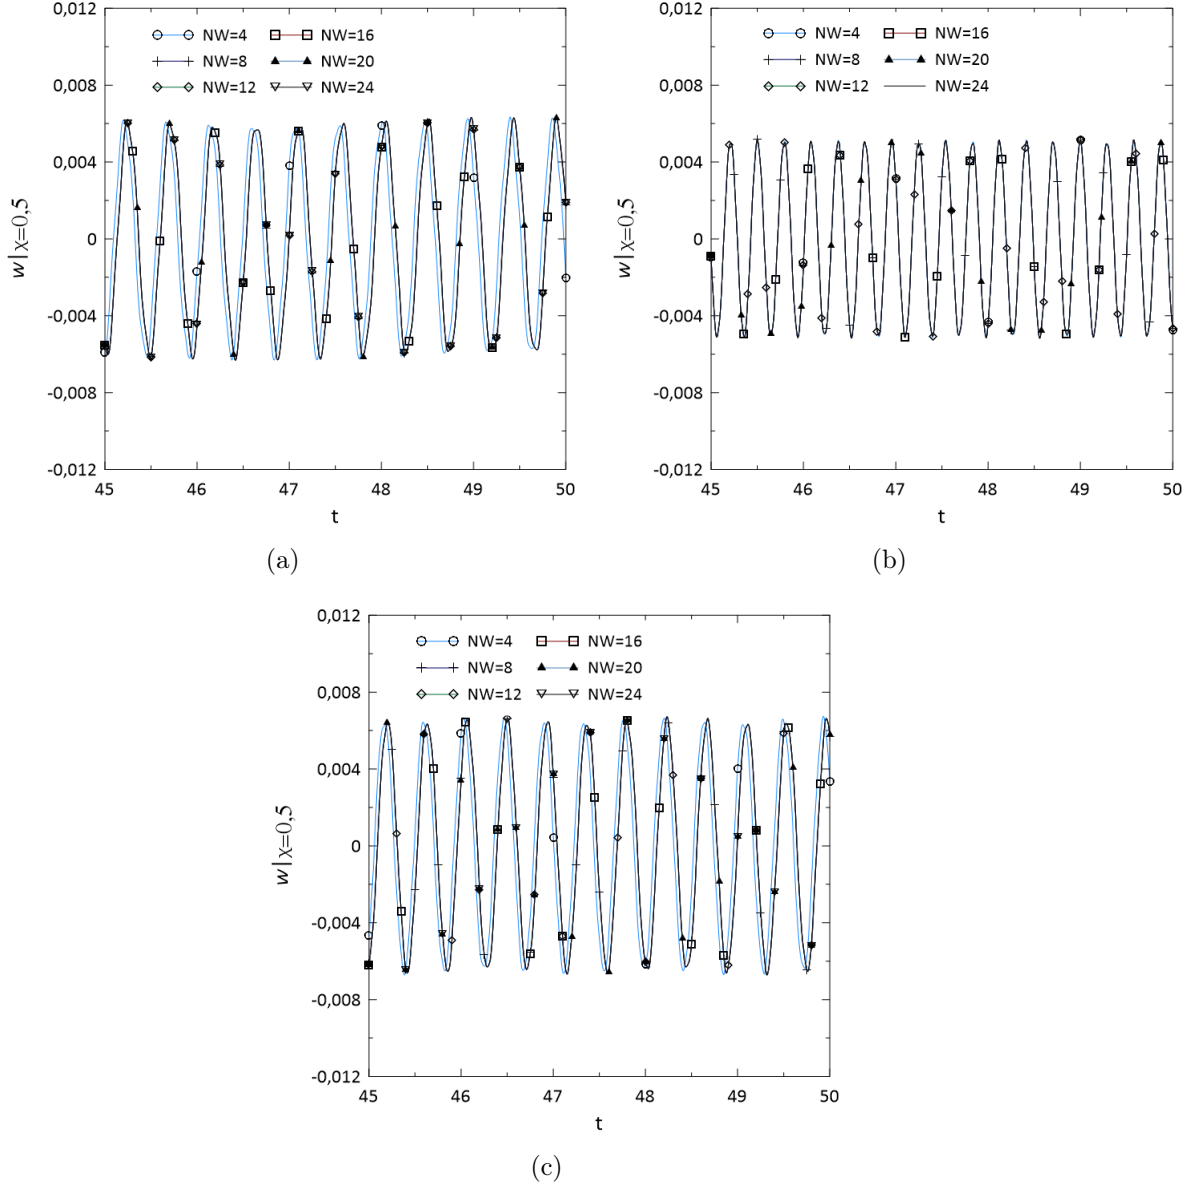 0,012
0,008
0,004
0
-0,004
-0,008
-0,012
w|χ=0,5
NW=4 NW=16
NW=8 NW=20
NW=12 NW=24
45 46 47 48 49 50
t
(a)
0,012
0,008
0,004
0
-0,004
-0,008
-0,012
w|χ=0,5
NW=4 NW=16
NW=8 NW=20
NW=12 NW=24
45 46 47 48 49 50
t
(b)
0,012
0,008
0,004
0
-0,004
-0,008
-0,012
w|χ=0,5
NW=4 NW=16
NW=8 NW=20
NW=12 NW=24
45 46 47 48 49 50
t
(c)